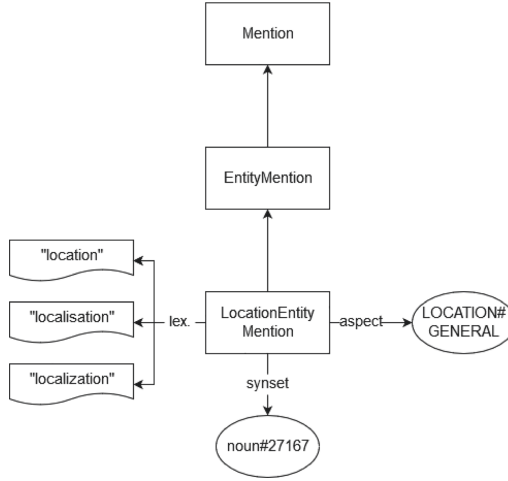 Mention
EntityMention
"location"
"localisation"
lex.
LocationEntity
Mention
aspect
LOCATION#
GENERAL
"localization"
synset
noun#27167